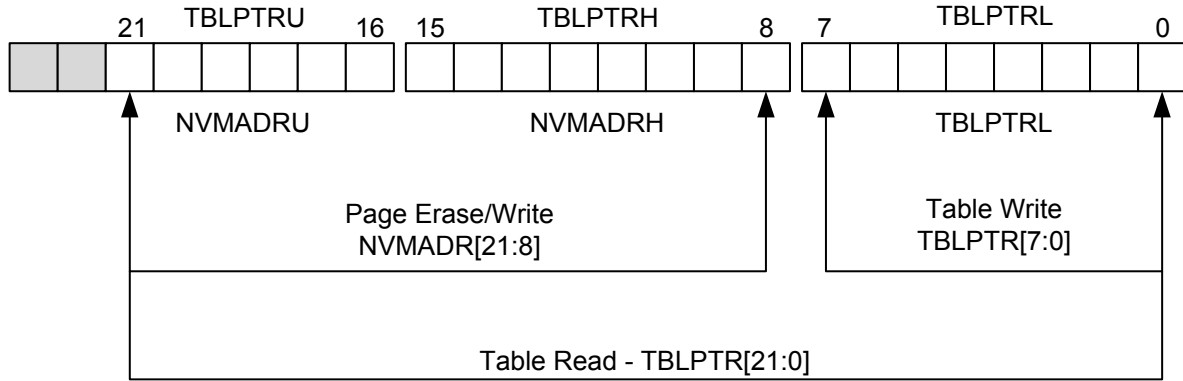 TBLPTRU TBLPTRH TBLPTRL
21 16 15 8 7 0
NVMADRU NVMADRH TBLPTRL
Page Erase/Write
NVMADR[21:8]
Table Write
TBLPTR[7:0]
Table Read - TBLPTR[21:0]